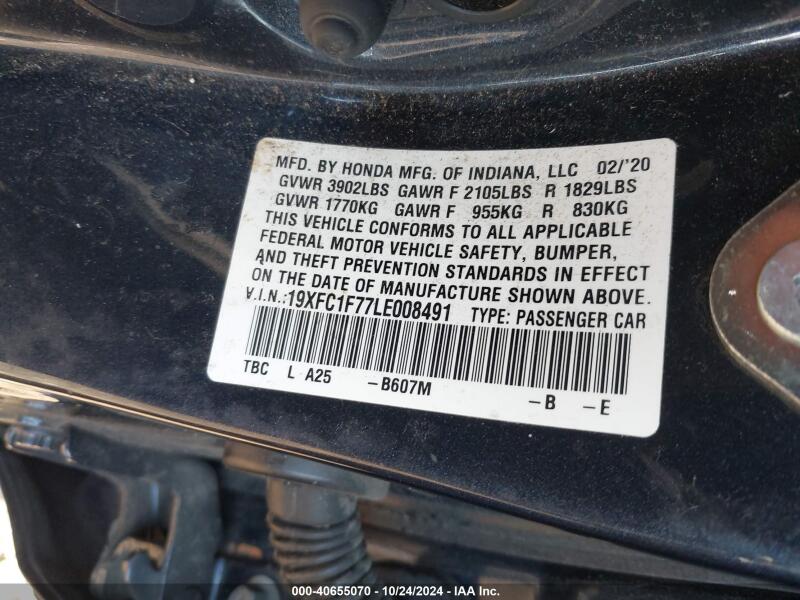 MFD. BY HONDA MFG. OF INDIANA, LLC 02/'20
GVWR 3902LBS GAWR F 2105LBS R 1829LBS
GVWR 1770KG GAWR F 955KG R 830KG
THIS VEHICLE CONFORMS TO ALL APPLICABLE
FEDERAL MOTOR VEHICLE SAFETY, BUMPER,
AND THEFT PREVENTION STANDARDS IN EFFECT
ON THE DATE OF MANUFACTURE SHOWN ABOVE.
V.I.N.:19XFC1F77LE008491 TYPE: PASSENGER CAR
TBC L A25 -B607M -B -E
000-40655070 • 10/24/2024 - IAA Inc.